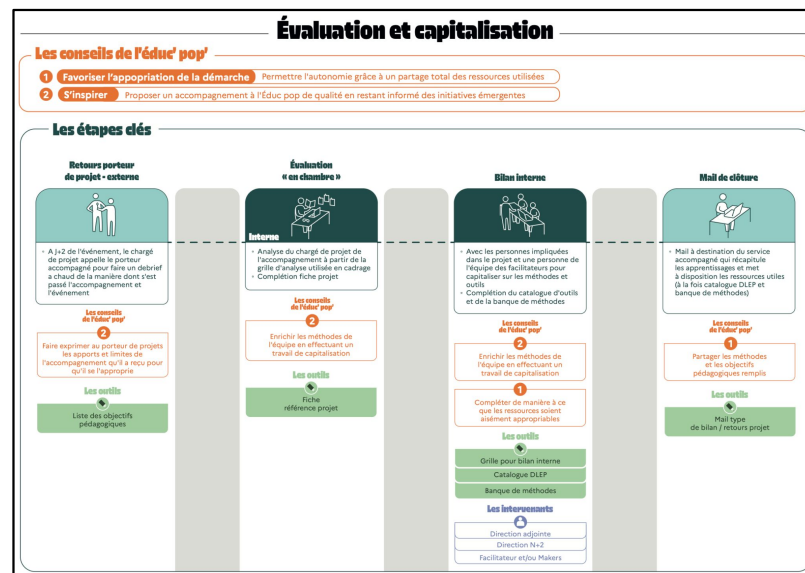 Évaluation et capitalisation
Les conseils de l'éduc' pop'
1 Favoriser l'appopriation de la démarche Permettre l'autonomie grâce à un partage total des ressources utilisées
2 S'inspirer Proposer un accompagnement à l'Éduc pop de qualité en restant informé des initiatives émergentes
Les étapes clés
Retours porteur
de projet - externe
• A J+2 de l'événement, le chargé
de projet appelle le porteur
accompagné pour faire un debrief
a chaud de la manière dont s'est
passé l'accompagnement et
l'événement
Les conseils
de l'éduc' pop'
2
Faire exprimer au porteur de projets
les apports et limites de
l'accompagnement qu'il a reçu pour
qu'il se l'approprie
Les outils
Liste des objectifs
pédagogiques
Évaluation
« en chambre »
Interne
• Analyse du chargé de projet de
l'accompagnement à partir de la
grille d'analyse utilisée en cadrage
• Complétion fiche projet
Les conseils
de l'éduc' pop'
2
Enrichir les méthodes de
l'équipe en effectuant un
travail de capitalisation
Les outils
Fiche
référence projet
Bilan interne
• Avec les personnes impliquées
dans le projet et une personne de
l'équipe des facilitateurs pour
capitaliser sur les méthodes et
outils
• Complétion du catalogue d'outils
et de la banque de méthodes
Les conseils
de l'éduc' pop'
2
Enrichir les méthodes de
l'équipe en effectuant un
travail de capitalisation
1
Compléter de manière à ce
que les ressources soient
aisément appropriables
Les outils
Grille pour bilan interne
Catalogue DLEP
Banque de méthodes
Les intervenants
Direction adjointe
Direction N+2
Facilitateur et/ou Makers
Mail de clôture
• Mail à destination du service
accompagné qui récapitule
les apprentissages et met
à disposition les ressources utiles
(à la fois catalogue DLEP et
banque de méthodes)
Les conseils
de l'éduc' pop'
1
Partager les méthodes
et les objectifs
pédagogiques remplis
Les outils
Mail type
de bilan / retours projet